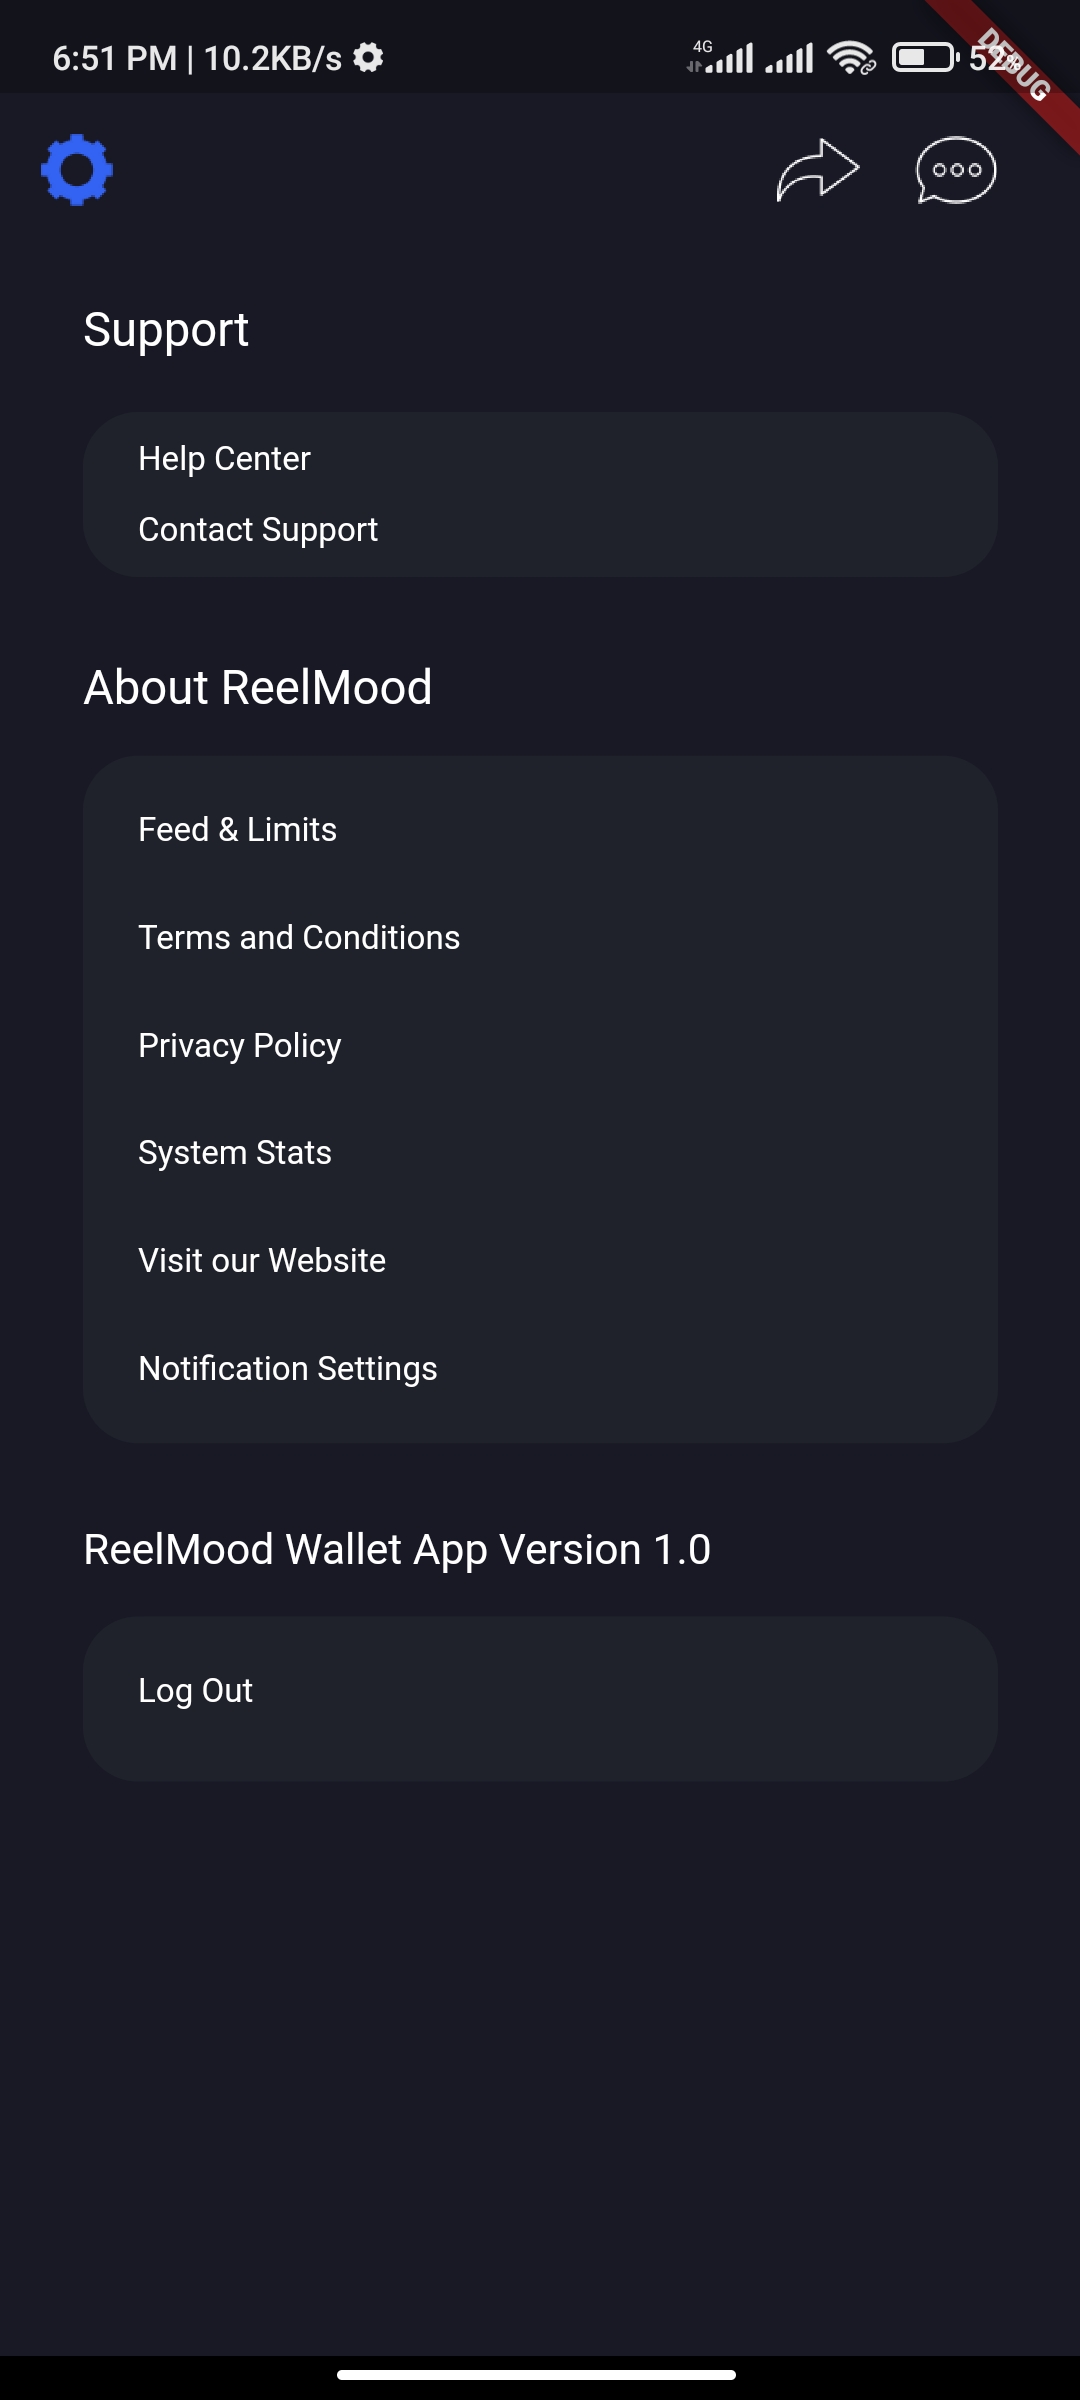 6:51 PM | 10.2KB/s
4G
52%
DEBUG
Support
Help Center
Contact Support
About ReelMood
Feed & Limits
Terms and Conditions
Privacy Policy
System Stats
Visit our Website
Notification Settings
ReelMood Wallet App Version 1.0
Log Out